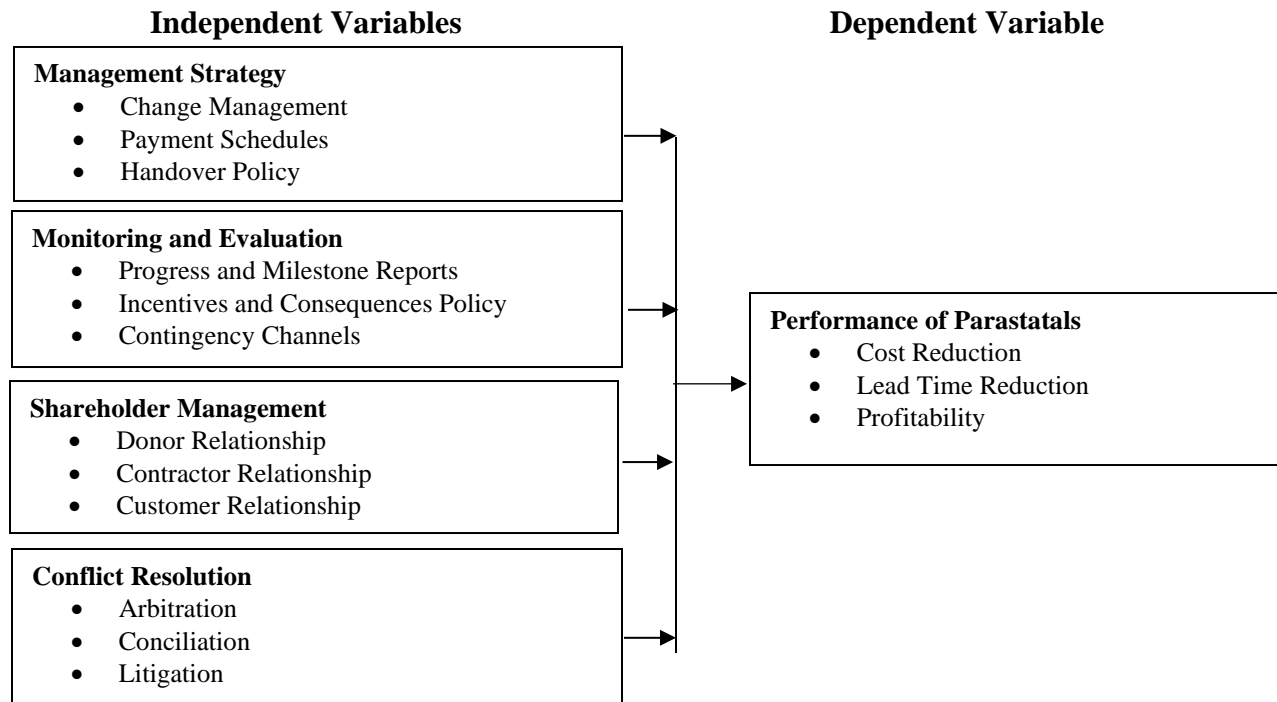 Independent Variables
Dependent Variable
Management Strategy
• Change Management
• Payment Schedules
• Handover Policy
Monitoring and Evaluation
• Progress and Milestone Reports
• Incentives and Consequences Policy
• Contingency Channels
Shareholder Management
• Donor Relationship
• Contractor Relationship
• Customer Relationship
Conflict Resolution
• Arbitration
• Conciliation
• Litigation
Performance of Parastatals
• Cost Reduction
• Lead Time Reduction
• Profitability